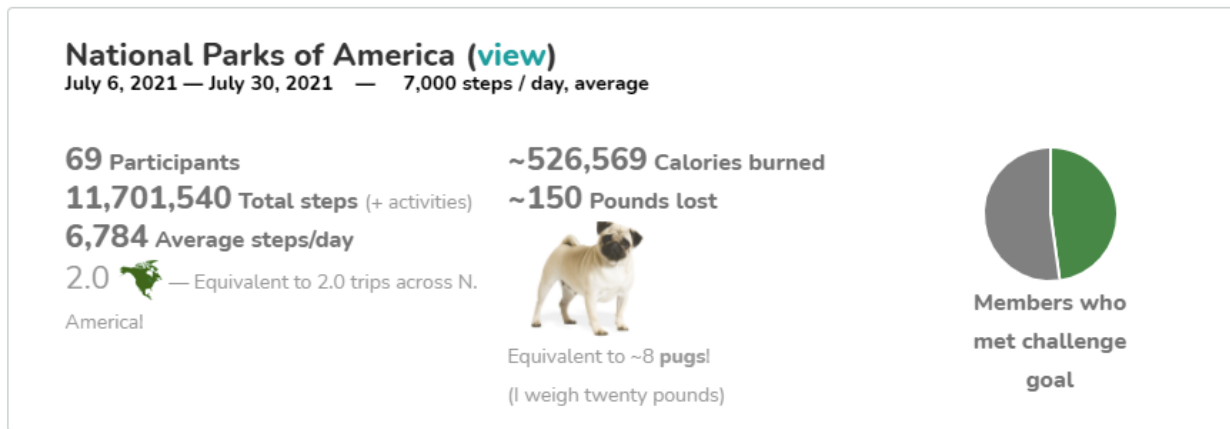 National Parks of America (view)
July 6, 2021 — July 30, 2021 — 7,000 steps / day, average
69 Participants
11,701,540 Total steps (+ activities)
6,784 Average steps/day
2.0 — Equivalent to 2.0 trips across N.
America!
~526,569 Calories burned
~150 Pounds lost
Equivalent to ~8 pugs!
(I weigh twenty pounds)
Members who
met challenge
goal